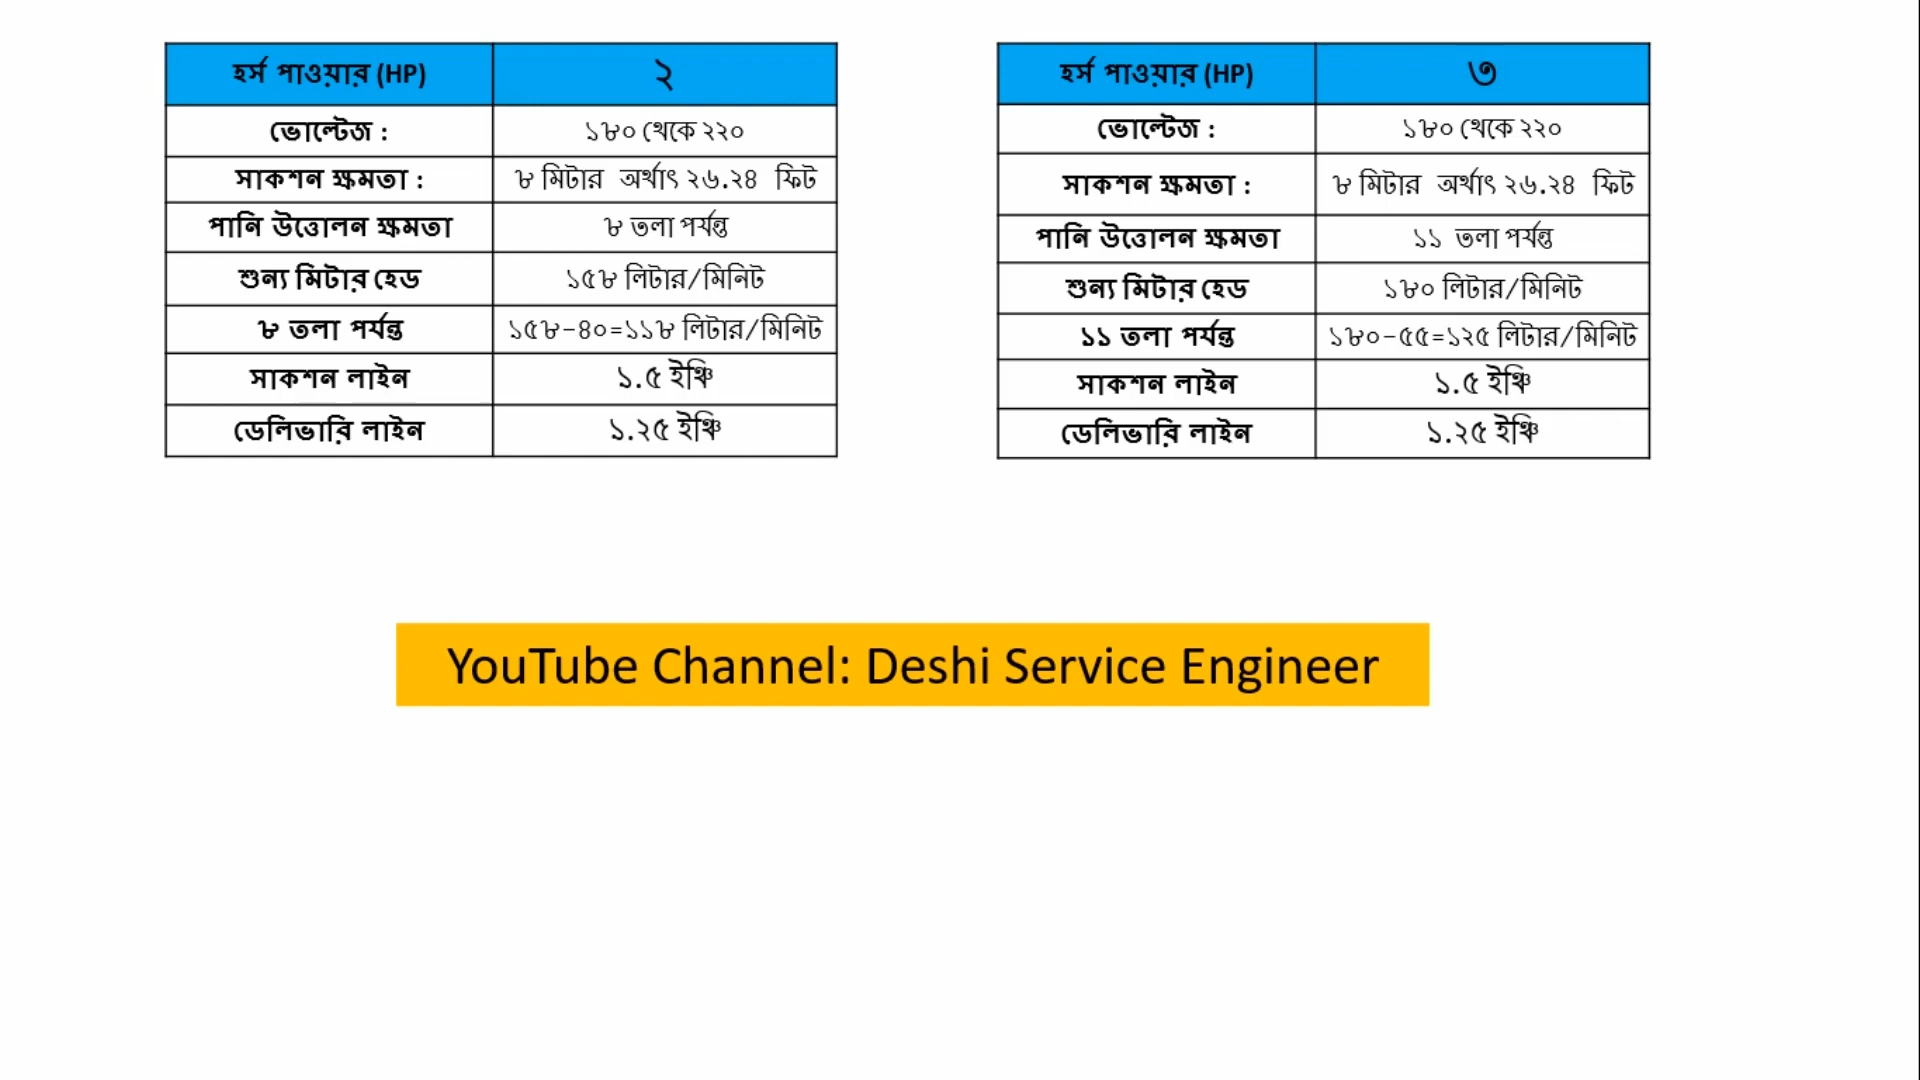 হর্স পাওয়ার (HP) ২
ভোল্টেজ : ১৮০ থেকে ২২০
সাকশন ক্ষমতা : ৮ মিটার অর্থাৎ ২৬.২৪ ফিট
পানি উত্তোলন ক্ষমতা ৮ তলা পর্যন্ত
শুন্য মিটার হেড ১৫৮ লিটার/মিনিট
৮ তলা পর্যন্ত ১৫৮-৪০=১১৮ লিটার/মিনিট
সাকশন লাইন ১.৫ ইঞ্চি
ডেলিভারি লাইন ১.২৫ ইঞ্চি
হর্স পাওয়ার (HP) ৩
ভোল্টেজ : ১৮০ থেকে ২২০
সাকশন ক্ষমতা : ৮ মিটার অর্থাৎ ২৬.২৪ ফিট
পানি উত্তোলন ক্ষমতা ১১ তলা পর্যন্ত
শুন্য মিটার হেড ১৮০ লিটার/মিনিট
১১ তলা পর্যন্ত ১৮০-৫৫=১২৫ লিটার/মিনিট
সাকশন লাইন ১.৫ ইঞ্চি
ডেলিভারি লাইন ১.২৫ ইঞ্চি
YouTube Channel: Deshi Service Engineer